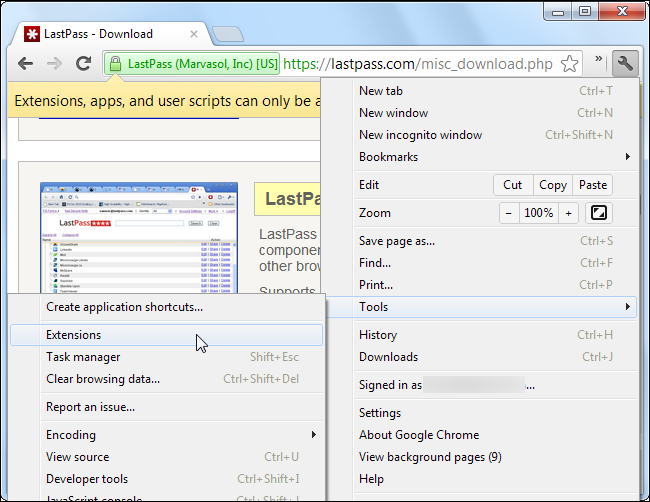 LastPass - Download
LastPass (Marvasol, Inc) [US]
https://lastpass.com/misc_download.php
»
Extensions, apps, and user scripts can only be a
LastPa
LastPass
componen
other brow
Supports
New tab Ctrl+T
New window Ctrl+N
New incognito window Ctrl+Shift+N
Bookmarks
Edit Cut Copy Paste
Zoom − 100% +
Save page as... Ctrl+S
Find... Ctrl+F
Print... Ctrl+P
Tools
History Ctrl+H
Downloads Ctrl+J
Signed in as ...
Settings
About Google Chrome
View background pages (9)
Help
Create application shortcuts...
Extensions
Task manager Shift+Esc
Clear browsing data... Ctrl+Shift+Del
Report an issue...
Encoding
View source Ctrl+U
Developer tools Ctrl+Shift+I
JavaScript console Ctrl+Shift+J